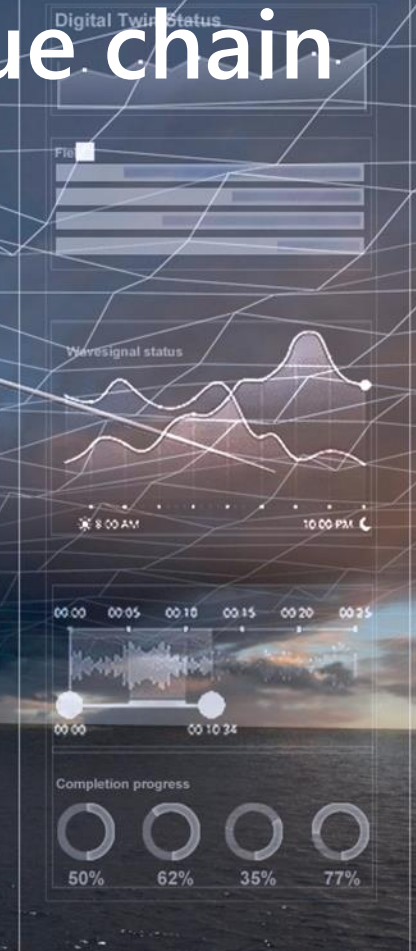 Digital Twin Status
ue chain
Wavesignal status
8:00 AM 10:00 PM
00:00 00:05 00:10 00:15 00:20 00:25
00:00 00:10:34
Completion progress
50% 62% 35% 77%